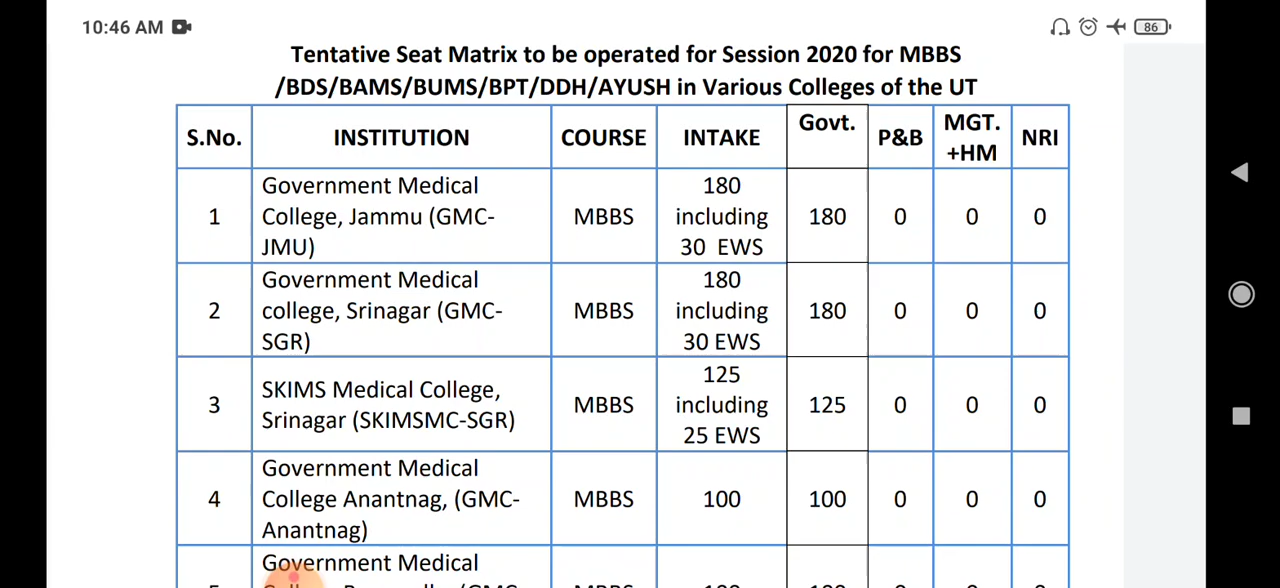 10:46 AM
86
Tentative Seat Matrix to be operated for Session 2020 for MBBS
/BDS/BAMS/BUMS/BPT/DDH/AYUSH in Various Colleges of the UT
S.No. INSTITUTION COURSE INTAKE Govt. P&B MGT. +HM NRI
1 Government Medical College, Jammu (GMC-JMU) MBBS 180 including 30 EWS 180 0 0 0
2 Government Medical college, Srinagar (GMC-SGR) MBBS 180 including 30 EWS 180 0 0 0
3 SKIMS Medical College, Srinagar (SKIMSMC-SGR) MBBS 125 including 25 EWS 125 0 0 0
4 Government Medical College Anantnag, (GMC-Anantnag) MBBS 100 100 0 0 0
Government Medical